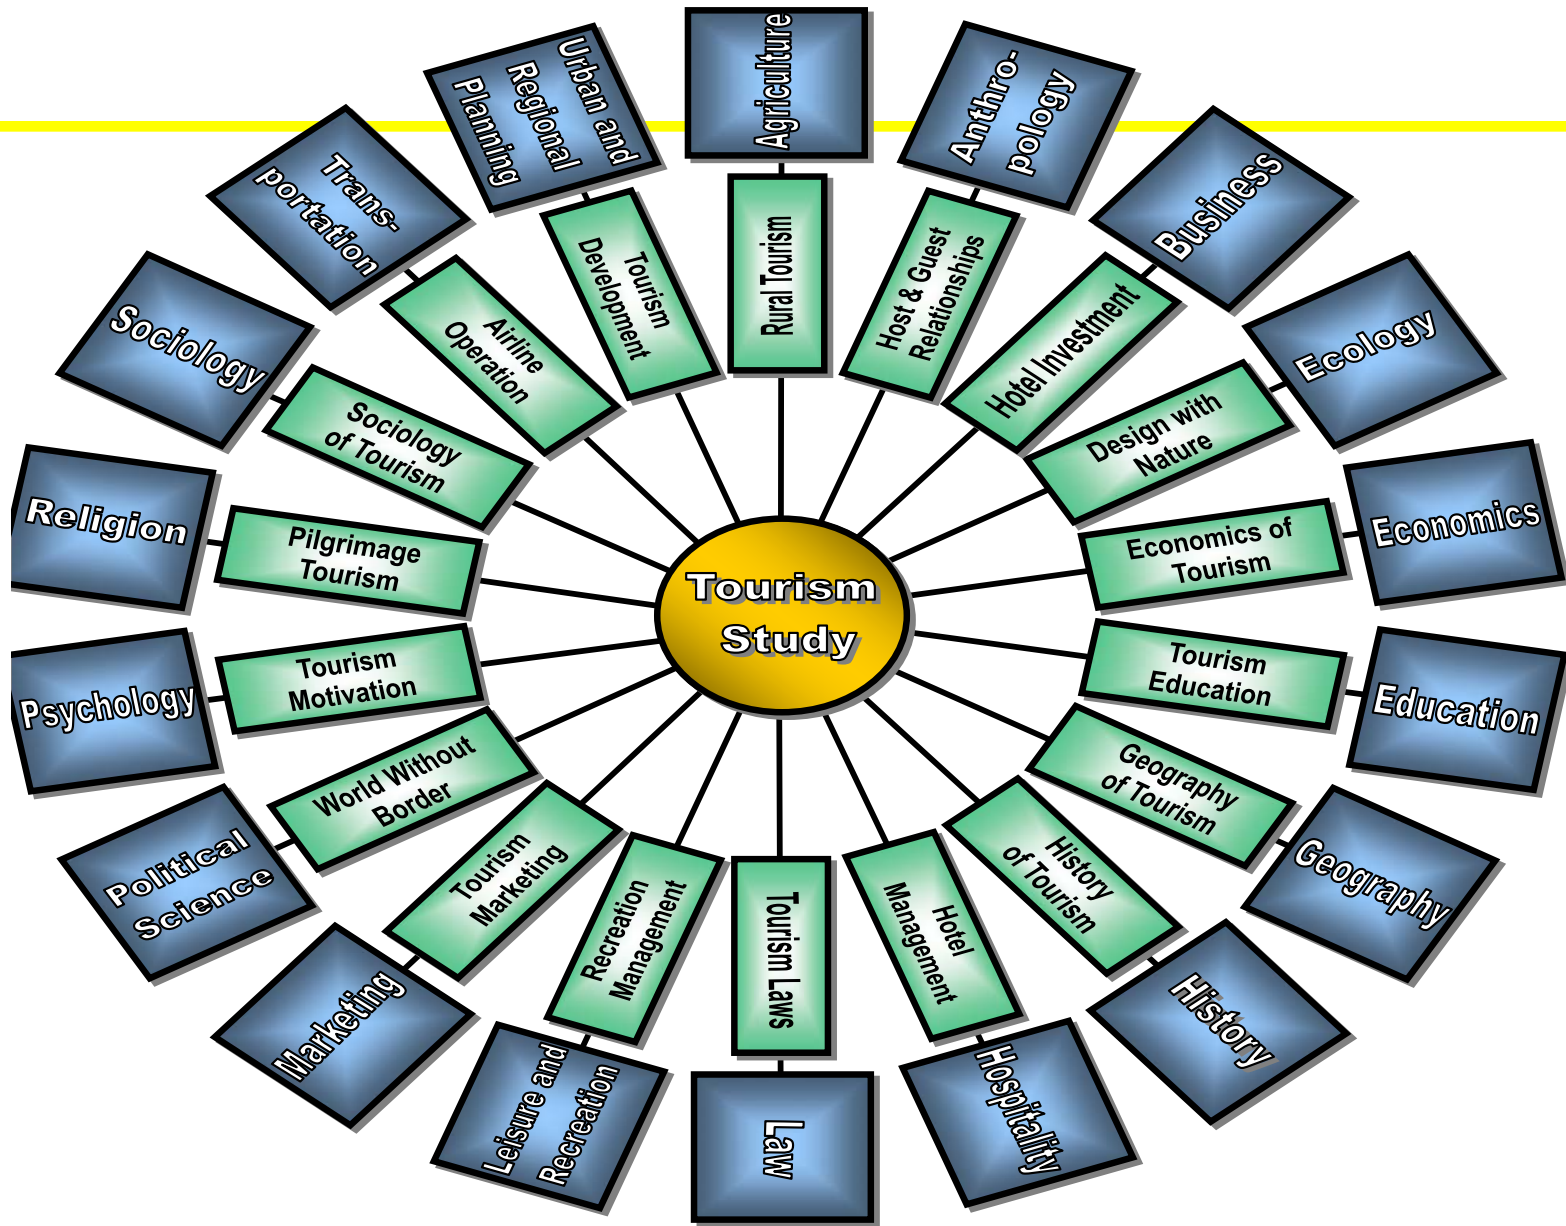 Tourism
Study
Agriculture
Rural Tourism
Anthro-
pology
Host & Guest
Relationships
Business
Hotel Investment
Ecology
Design with
Nature
Economics
Economics of
Tourism
Education
Tourism
Education
Geography
Geography
of Tourism
History
History
of Tourism
Hospitality
Hotel
Management
Law
Tourism Laws
Leisure and
Recreation
Recreation
Management
Marketing
Tourism
Marketing
Political
Science
World Without
Border
Psychology
Tourism
Motivation
Religion
Pilgrimage
Tourism
Sociology
Sociology
of Tourism
Trans-
portation
Airline
Operation
Urban and
Regional
Planning
Tourism
Development